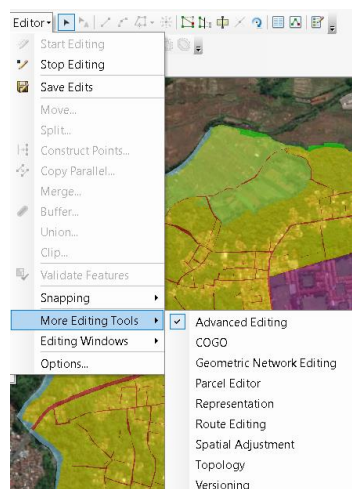 Editor
Start Editing
Stop Editing
Save Edits
Move...
Split...
Construct Points...
Copy Parallel...
Merge...
Buffer...
Union...
Clip...
Validate Features
Snapping
More Editing Tools
Editing Windows
Options...
Advanced Editing
COGO
Geometric Network Editing
Parcel Editor
Representation
Route Editing
Spatial Adjustment
Topology
Versioning